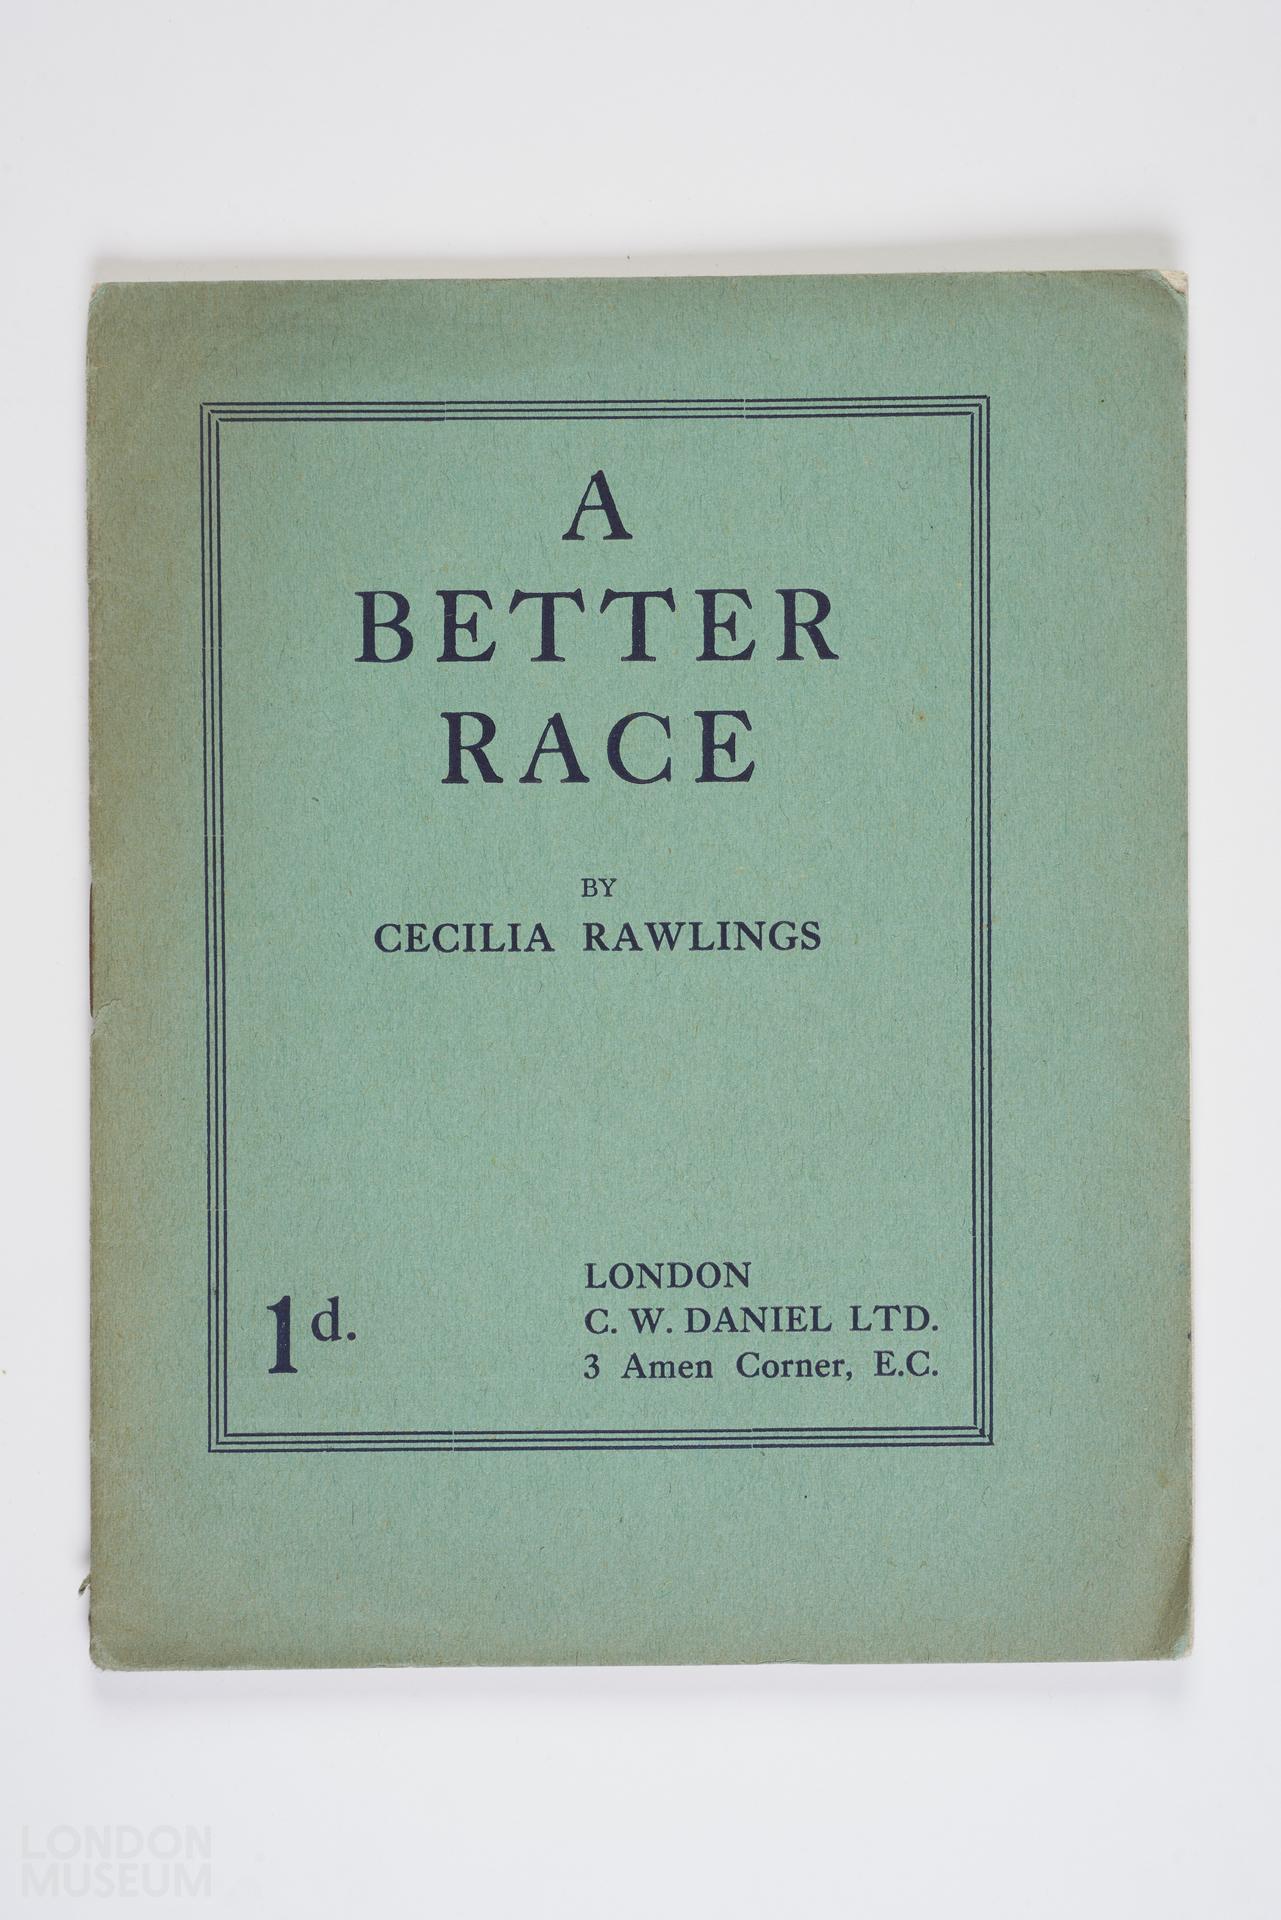 A
BETTER
RACE
BY
CECILIA RAWLINGS
1d.
LONDON
C. W. DANIEL LTD.
3 Amen Corner, E.C.
LONDON
MUSEUM